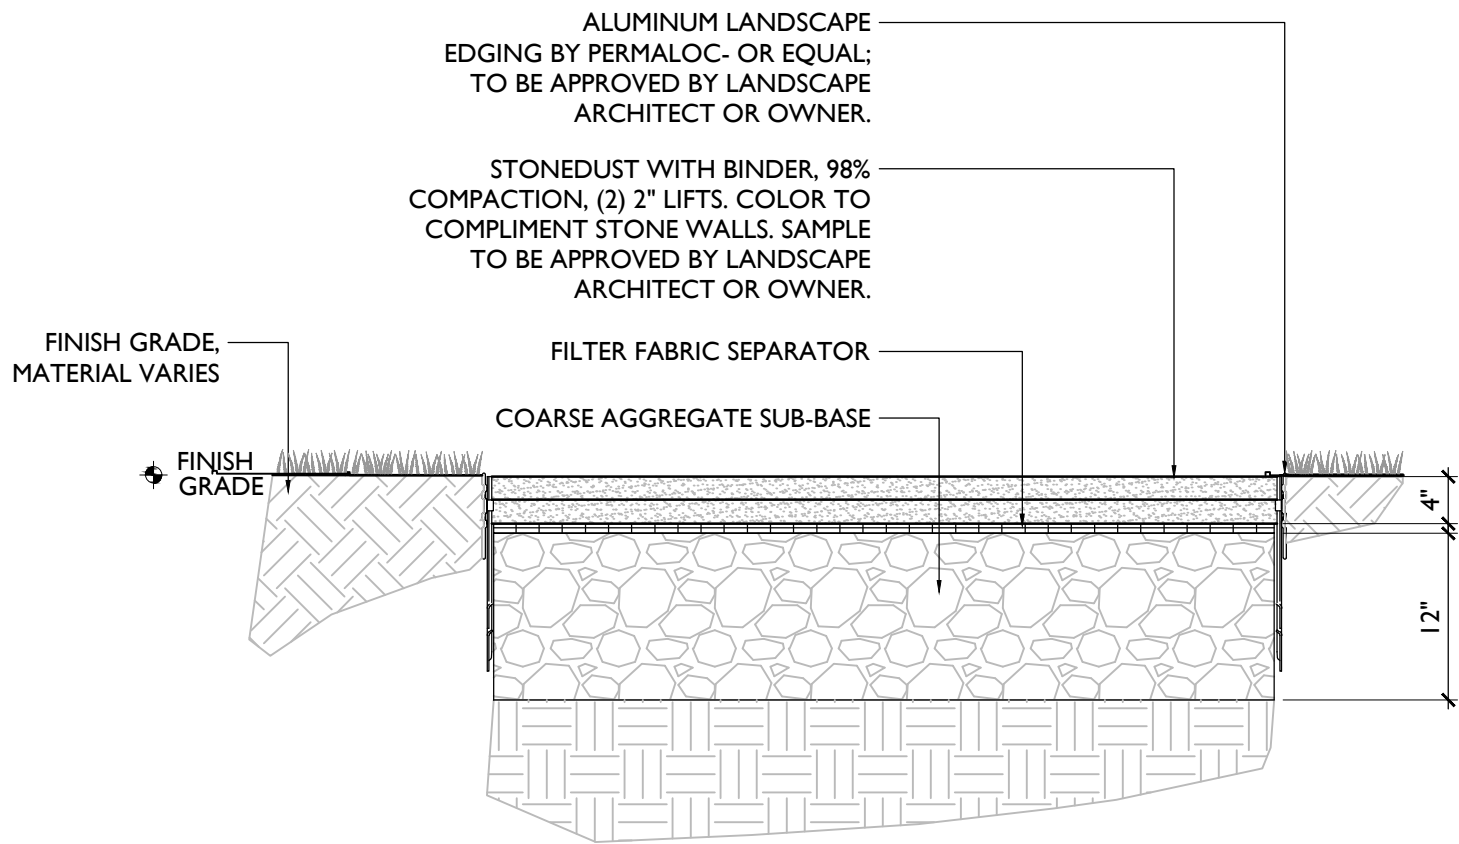 ALUMINUM LANDSCAPE
EDGING BY PERMALOC- OR EQUAL;
TO BE APPROVED BY LANDSCAPE
ARCHITECT OR OWNER.
STONEDUST WITH BINDER, 98%
COMPACTION, (2) 2" LIFTS. COLOR TO
COMPLIMENT STONE WALLS. SAMPLE
TO BE APPROVED BY LANDSCAPE
ARCHITECT OR OWNER.
FINISH GRADE,
MATERIAL VARIES
FILTER FABRIC SEPARATOR
COARSE AGGREGATE SUB-BASE
FINISH
GRADE
4"
12"